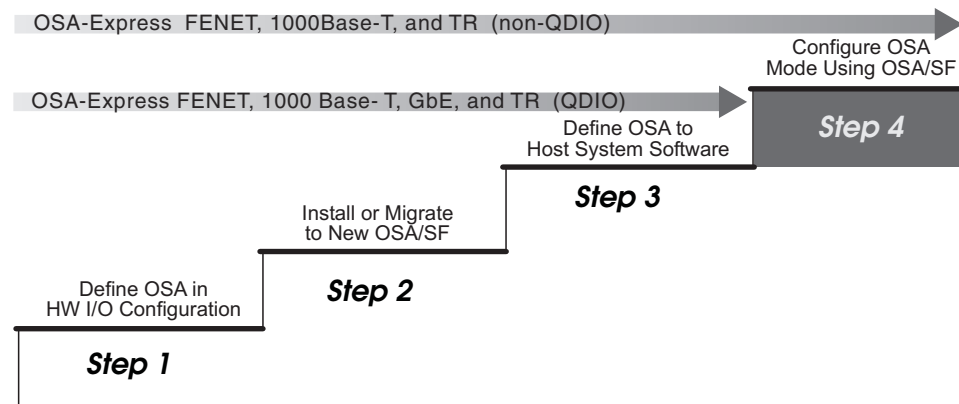 OSA-Express FENET, 1000Base-T, and TR (non-QDIO)
Configure OSA
Mode Using OSA/SF
OSA-Express FENET, 1000 Base- T, GbE, and TR (QDIO)
Step 4
Define OSA to
Host System Software
Step 3
Install or Migrate
to New OSA/SF
Step 2
Define OSA in
HW I/O Configuration
Step 1